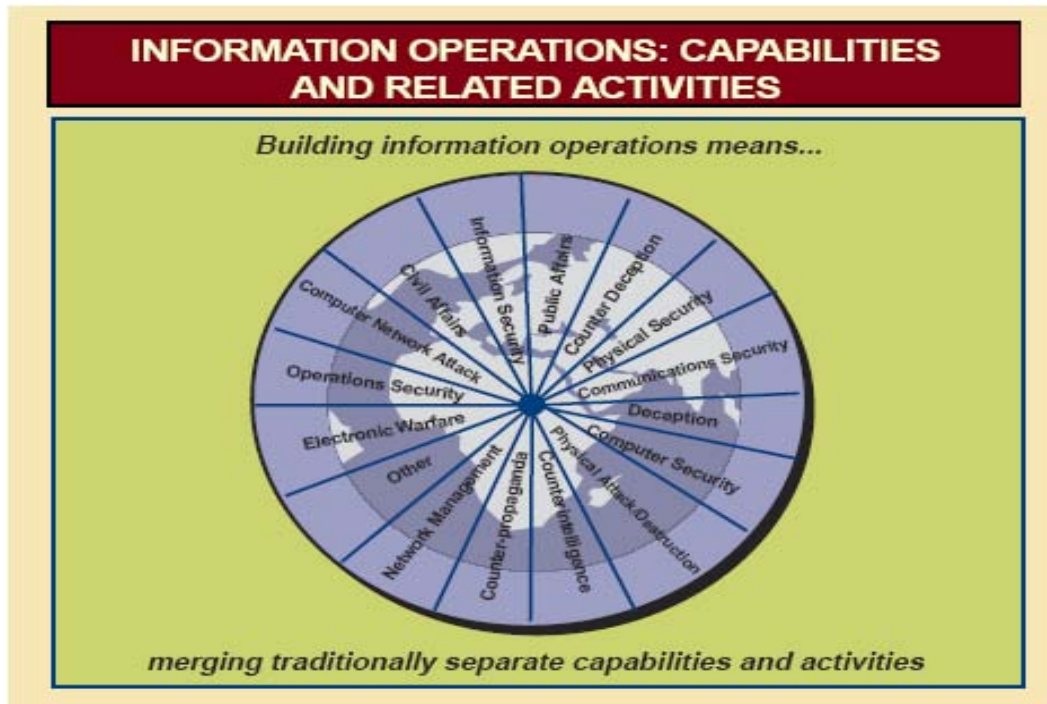 INFORMATION OPERATIONS: CAPABILITIES
AND RELATED ACTIVITIES
Building information operations means...
Public Affairs
Counter Deception
Physical Security
Communications Security
Deception
Computer Security
Physical Attack/Destruction
Counterintelligence
Counter-propaganda
Network Management
Other
Electronic Warfare
Operations Security
Computer Network Attack
Civil Affairs
Information Security
merging traditionally separate capabilities and activities